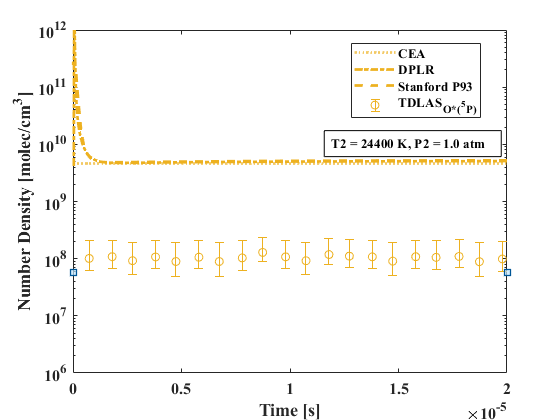 10^12
10^11
10^10
10^9
10^8
10^7
10^6
Number Density [molec/cm^3]
CEA
DPLR
Stanford P93
TDLAS_O*(^5P)
T2 = 24400 K, P2 = 1.0 atm
0 0.5 1 1.5 2
×10^-5
Time [s]